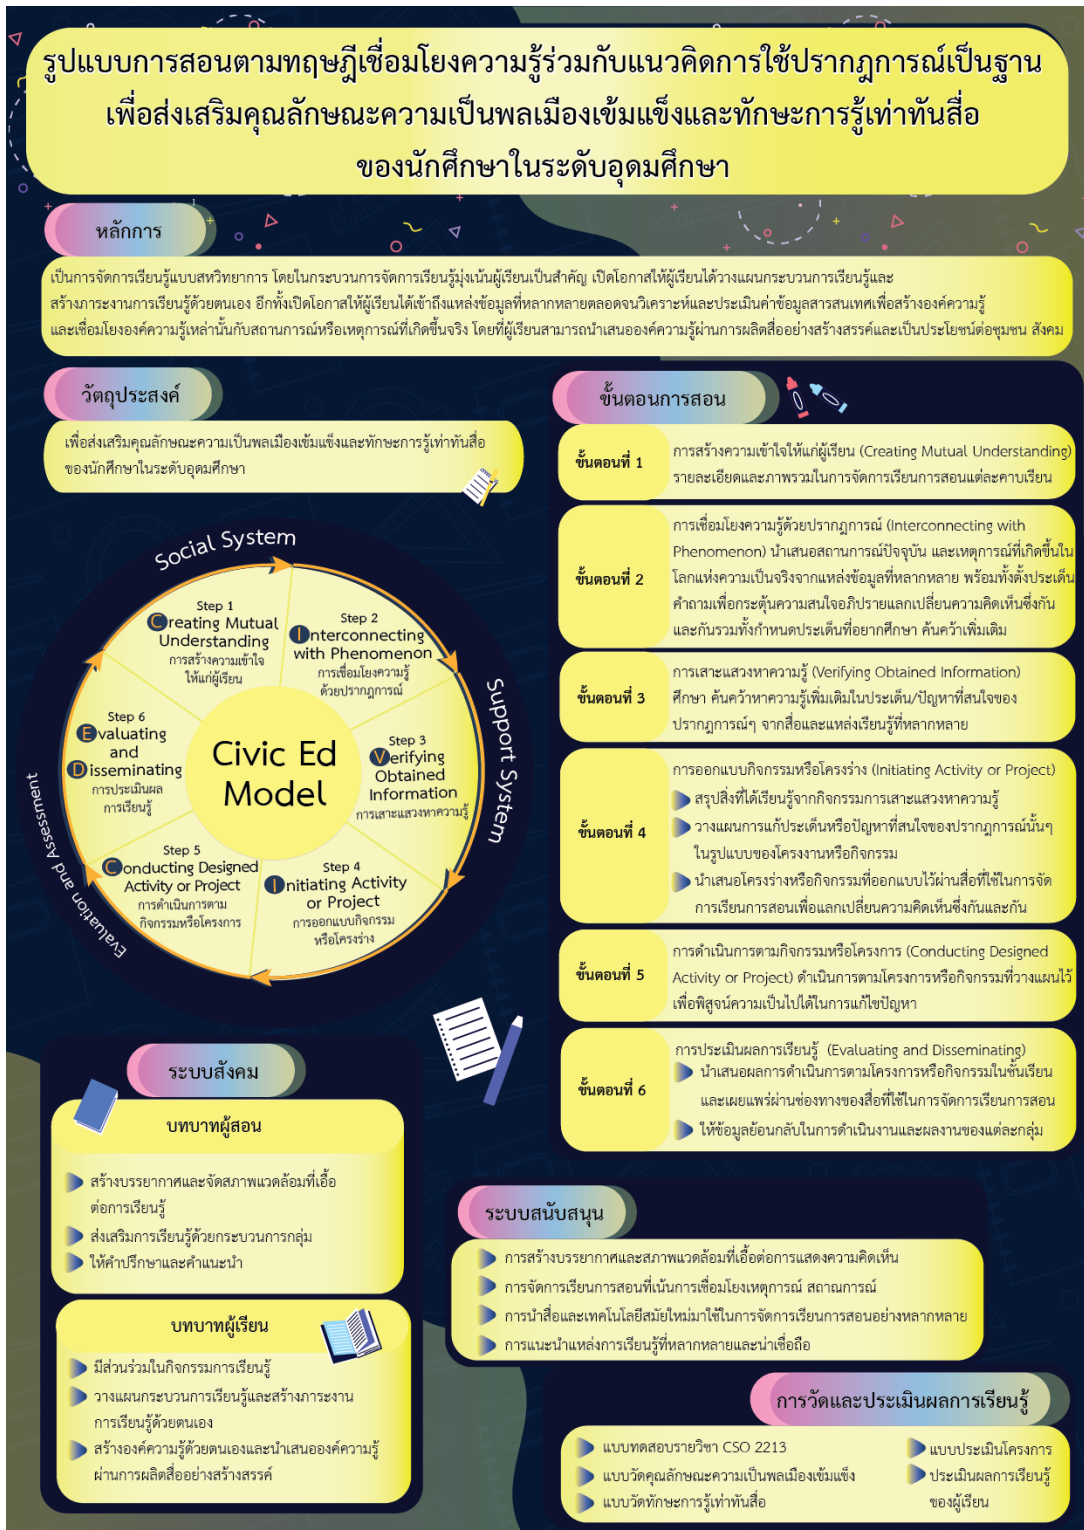 รูปแบบการสอนตามทฤษฎีเชื่อมโยงความรู้ร่วมกับแนวคิดการใช้ปรากฏการณ์เป็นฐาน
เพื่อส่งเสริมคุณลักษณะความเป็นพลเมืองเข้มแข็งและทักษะการรู้เท่าทันสื่อ
ของนักศึกษาในระดับอุดมศึกษา
หลักการ
เป็นการจัดการเรียนรู้แบบสหวิทยาการ โดยในกระบวนการจัดการเรียนรู้มุ่งเน้นผู้เรียนเป็นสำคัญ เปิดโอกาสให้ผู้เรียนได้วางแผนกระบวนการเรียนรู้และ
สร้างภาระงานการเรียนรู้ด้วยตนเอง อีกทั้งเปิดโอกาสให้ผู้เรียนได้เข้าถึงแหล่งข้อมูลที่หลากหลายตลอดจนวิเคราะห์และประเมินค่าข้อมูลสารสนเทศเพื่อสร้างองค์ความรู้
และเชื่อมโยงองค์ความรู้เหล่านั้นกับสถานการณ์หรือเหตุการณ์ที่เกิดขึ้นจริง โดยที่ผู้เรียนสามารถนำเสนอองค์ความรู้ผ่านการผลิตสื่ออย่างสร้างสรรค์และเป็นประโยชน์ต่อชุมชน สังคม
วัตถุประสงค์
เพื่อส่งเสริมคุณลักษณะความเป็นพลเมืองเข้มแข็งและทักษะการรู้เท่าทันสื่อ
ของนักศึกษาในระดับอุดมศึกษา
Social System
Support System
Evaluation and Assessment
Civic Ed
Model
Step 1
Creating Mutual
Understanding
การสร้างความเข้าใจ
ให้แก่ผู้เรียน
Step 2
Interconnecting
with Phenomenon
การเชื่อมโยงความรู้
ด้วยปรากฏการณ์
Step 3
Verifying
Obtained
Information
การเสาะแสวงหาความรู้
Step 4
Initiating Activity
or Project
การออกแบบกิจกรรม
หรือโครงร่าง
Step 5
Conducting Designed
Activity or Project
การดำเนินการตาม
กิจกรรมหรือโครงการ
Step 6
Evaluating
and
Disseminating
การประเมินผล
การเรียนรู้
ขั้นตอนการสอน
ขั้นตอนที่ 1
การสร้างความเข้าใจให้แก่ผู้เรียน (Creating Mutual Understanding)
รายละเอียดและภาพรวมในการจัดการเรียนการสอนแต่ละคาบเรียน
ขั้นตอนที่ 2
การเชื่อมโยงความรู้ด้วยปรากฏการณ์ (Interconnecting with
Phenomenon) นำเสนอสถานการณ์ปัจจุบัน และเหตุการณ์ที่เกิดขึ้นใน
โลกแห่งความเป็นจริงจากแหล่งข้อมูลที่หลากหลาย พร้อมทั้งตั้งประเด็น
คำถามเพื่อกระตุ้นความสนใจอภิปรายแลกเปลี่ยนความคิดเห็นซึ่งกัน
และกันรวมทั้งกำหนดประเด็นที่อยากศึกษา ค้นคว้าเพิ่มเติม
ขั้นตอนที่ 3
การเสาะแสวงหาความรู้ (Verifying Obtained Information)
ศึกษา ค้นคว้าหาความรู้เพิ่มเติมในประเด็น/ปัญหาที่สนใจของ
ปรากฏการณ์ๆ จากสื่อและแหล่งเรียนรู้ที่หลากหลาย
ขั้นตอนที่ 4
การออกแบบกิจกรรมหรือโครงร่าง (Initiating Activity or Project)
สรุปสิ่งที่ได้เรียนรู้จากกิจกรรมการเสาะแสวงหาความรู้
วางแผนการแก้ประเด็นหรือปัญหาที่สนใจของปรากฏการณ์นั้นๆ
ในรูปแบบของโครงงานหรือกิจกรรม
นำเสนอโครงร่างหรือกิจกรรมที่ออกแบบไว้ผ่านสื่อที่ใช้ในการจัด
การเรียนการสอนเพื่อแลกเปลี่ยนความคิดเห็นซึ่งกันและกัน
ขั้นตอนที่ 5
การดำเนินการตามกิจกรรมหรือโครงการ (Conducting Designed
Activity or Project) ดำเนินการตามโครงการหรือกิจกรรมที่วางแผนไว้
เพื่อพิสูจน์ความเป็นไปได้ในการแก้ไขปัญหา
ขั้นตอนที่ 6
การประเมินผลการเรียนรู้ (Evaluating and Disseminating)
นำเสนอผลการดำเนินการตามโครงการหรือกิจกรรมในชั้นเรียน
และเผยแพร่ผ่านช่องทางของสื่อที่ใช้ในการจัดการเรียนการสอน
ให้ข้อมูลย้อนกลับในการดำเนินงานและผลงานของแต่ละกลุ่ม
ระบบสังคม
บทบาทผู้สอน
สร้างบรรยากาศและจัดสภาพแวดล้อมที่เอื้อ
ต่อการเรียนรู้
ส่งเสริมการเรียนรู้ด้วยกระบวนการกลุ่ม
ให้คำปรึกษาและคำแนะนำ
บทบาทผู้เรียน
มีส่วนร่วมในกิจกรรมการเรียนรู้
วางแผนกระบวนการเรียนรู้และสร้างภาระงาน
การเรียนรู้ด้วยตนเอง
สร้างองค์ความรู้ด้วยตนเองและนำเสนอองค์ความรู้
ผ่านการผลิตสื่ออย่างสร้างสรรค์
ระบบสนับสนุน
การสร้างบรรยากาศและสภาพแวดล้อมที่เอื้อต่อการแสดงความคิดเห็น
การจัดการเรียนการสอนที่เน้นการเชื่อมโยงเหตุการณ์ สถาณการณ์
การนำสื่อและเทคโนโลยีสมัยใหม่มาใช้ในการจัดการเรียนการสอนอย่างหลากหลาย
การแนะนำแหล่งการเรียนรู้ที่หลากหลายและน่าเชื่อถือ
การวัดและประเมินผลการเรียนรู้
แบบทดสอบรายวิชา CSO 2213
แบบวัดคุณลักษณะความเป็นพลเมืองเข้มแข็ง
แบบวัดทักษะการรู้เท่าทันสื่อ
แบบประเมินโครงการ
ประเมินผลการเรียนรู้
ของผู้เรียน